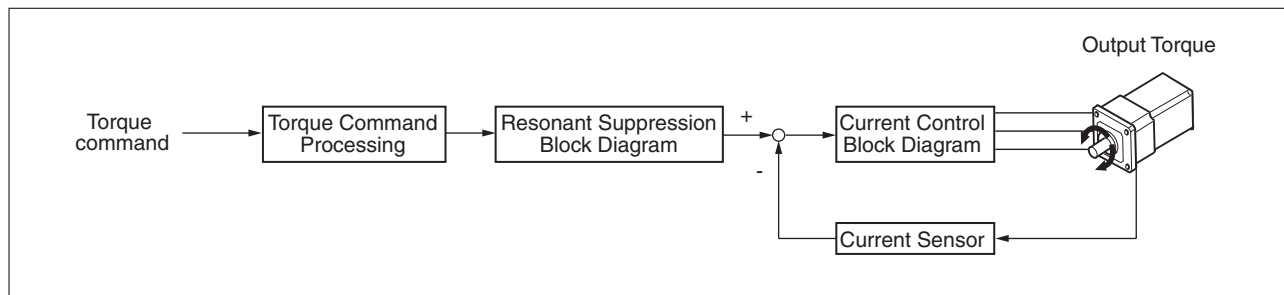 Output Torque
Torque
command
Torque Command
Processing
Resonant Suppression
Block Diagram
+
-
Current Control
Block Diagram
Current Sensor